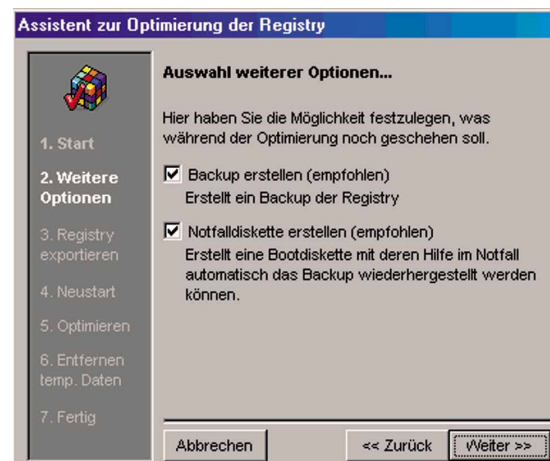 Assistent zur Optimierung der Registry
1. Start
2. Weitere
Optionen
3. Registry
exportieren
4. Neustart
5. Optimieren
6. Entfernen
temp. Daten
7. Fertig
Auswahl weiterer Optionen...
Hier haben Sie die Möglichkeit festzulegen, was
während der Optimierung noch geschehen soll.
Backup erstellen (empfohlen)
Erstellt ein Backup der Registry
Notfalldiskette erstellen (empfohlen)
Erstellt eine Bootdiskette mit deren Hilfe im Notfall
automatisch das Backup wiederhergestellt werden
können.
Abbrechen
<< Zurück
Weiter >>